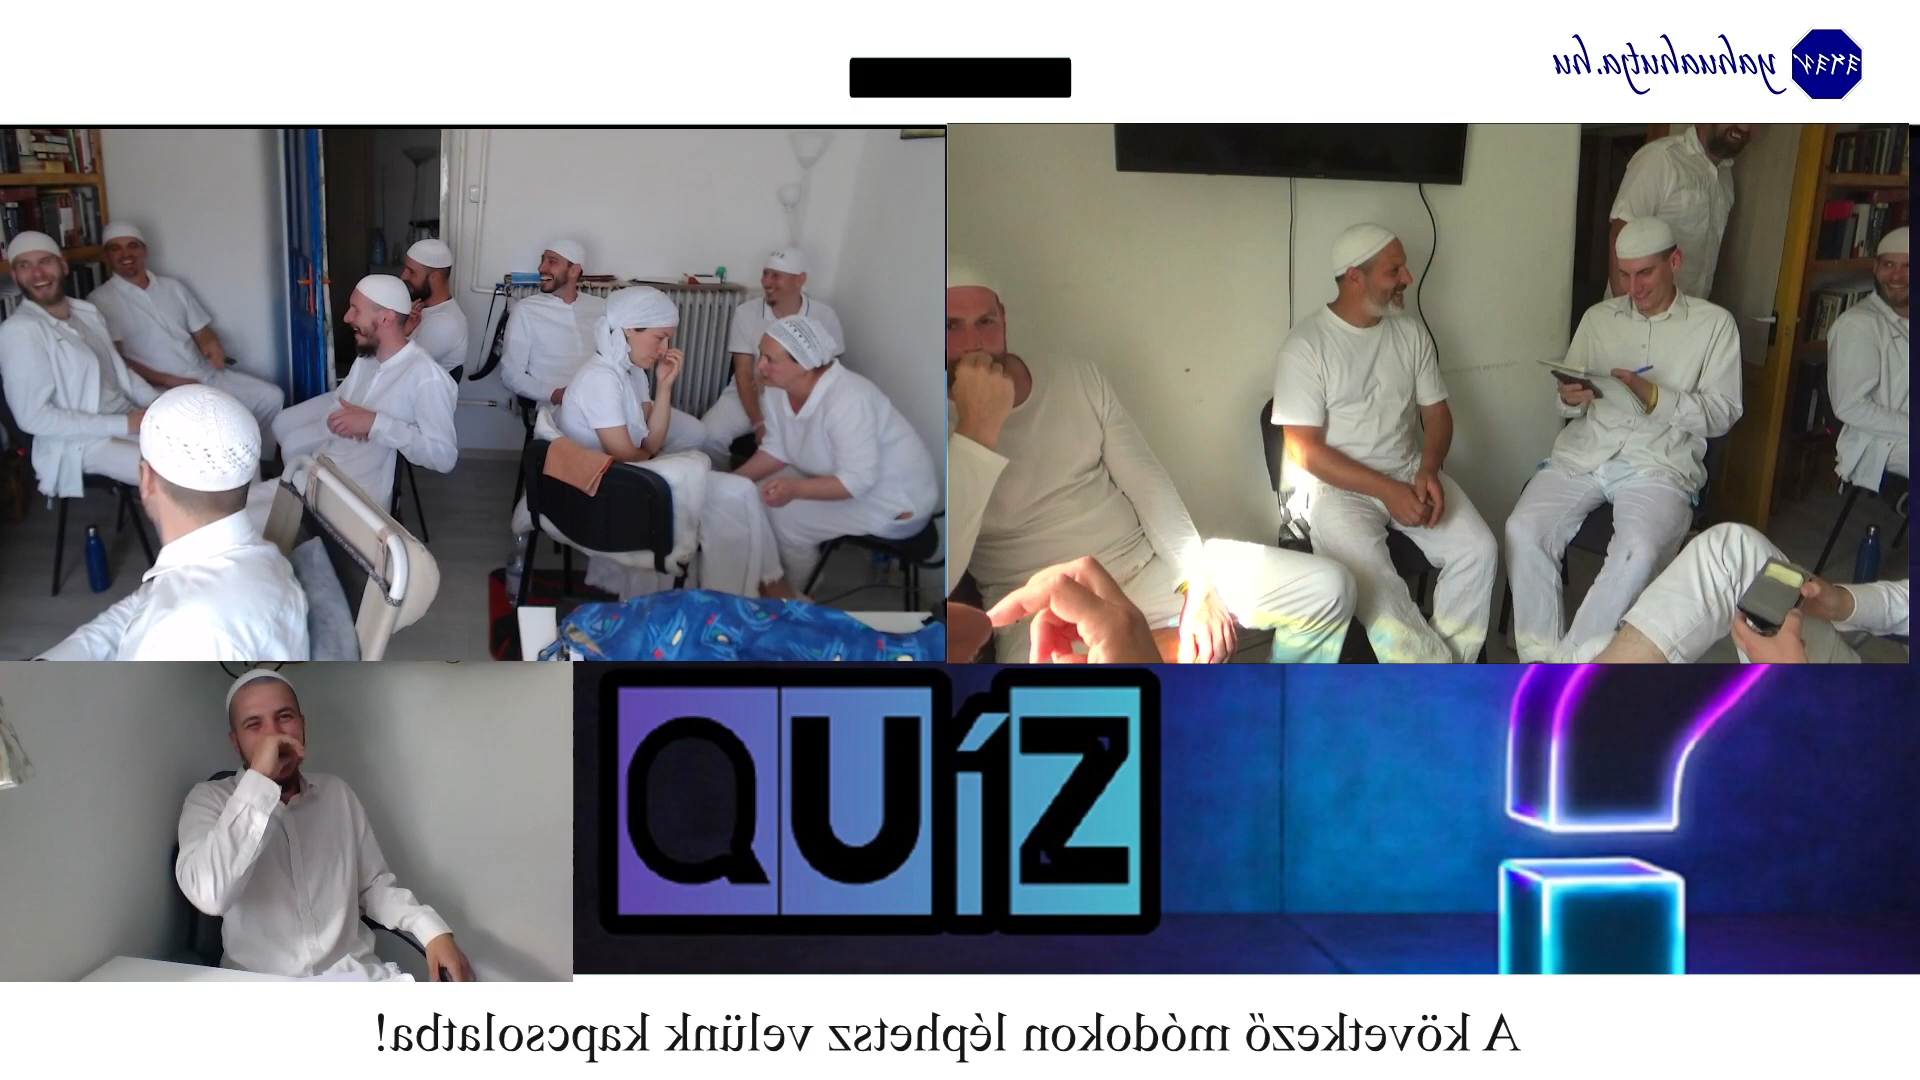 yahuahutja.hu
QUíZ
A következő módokon léphetsz velünk kapcsolatba!